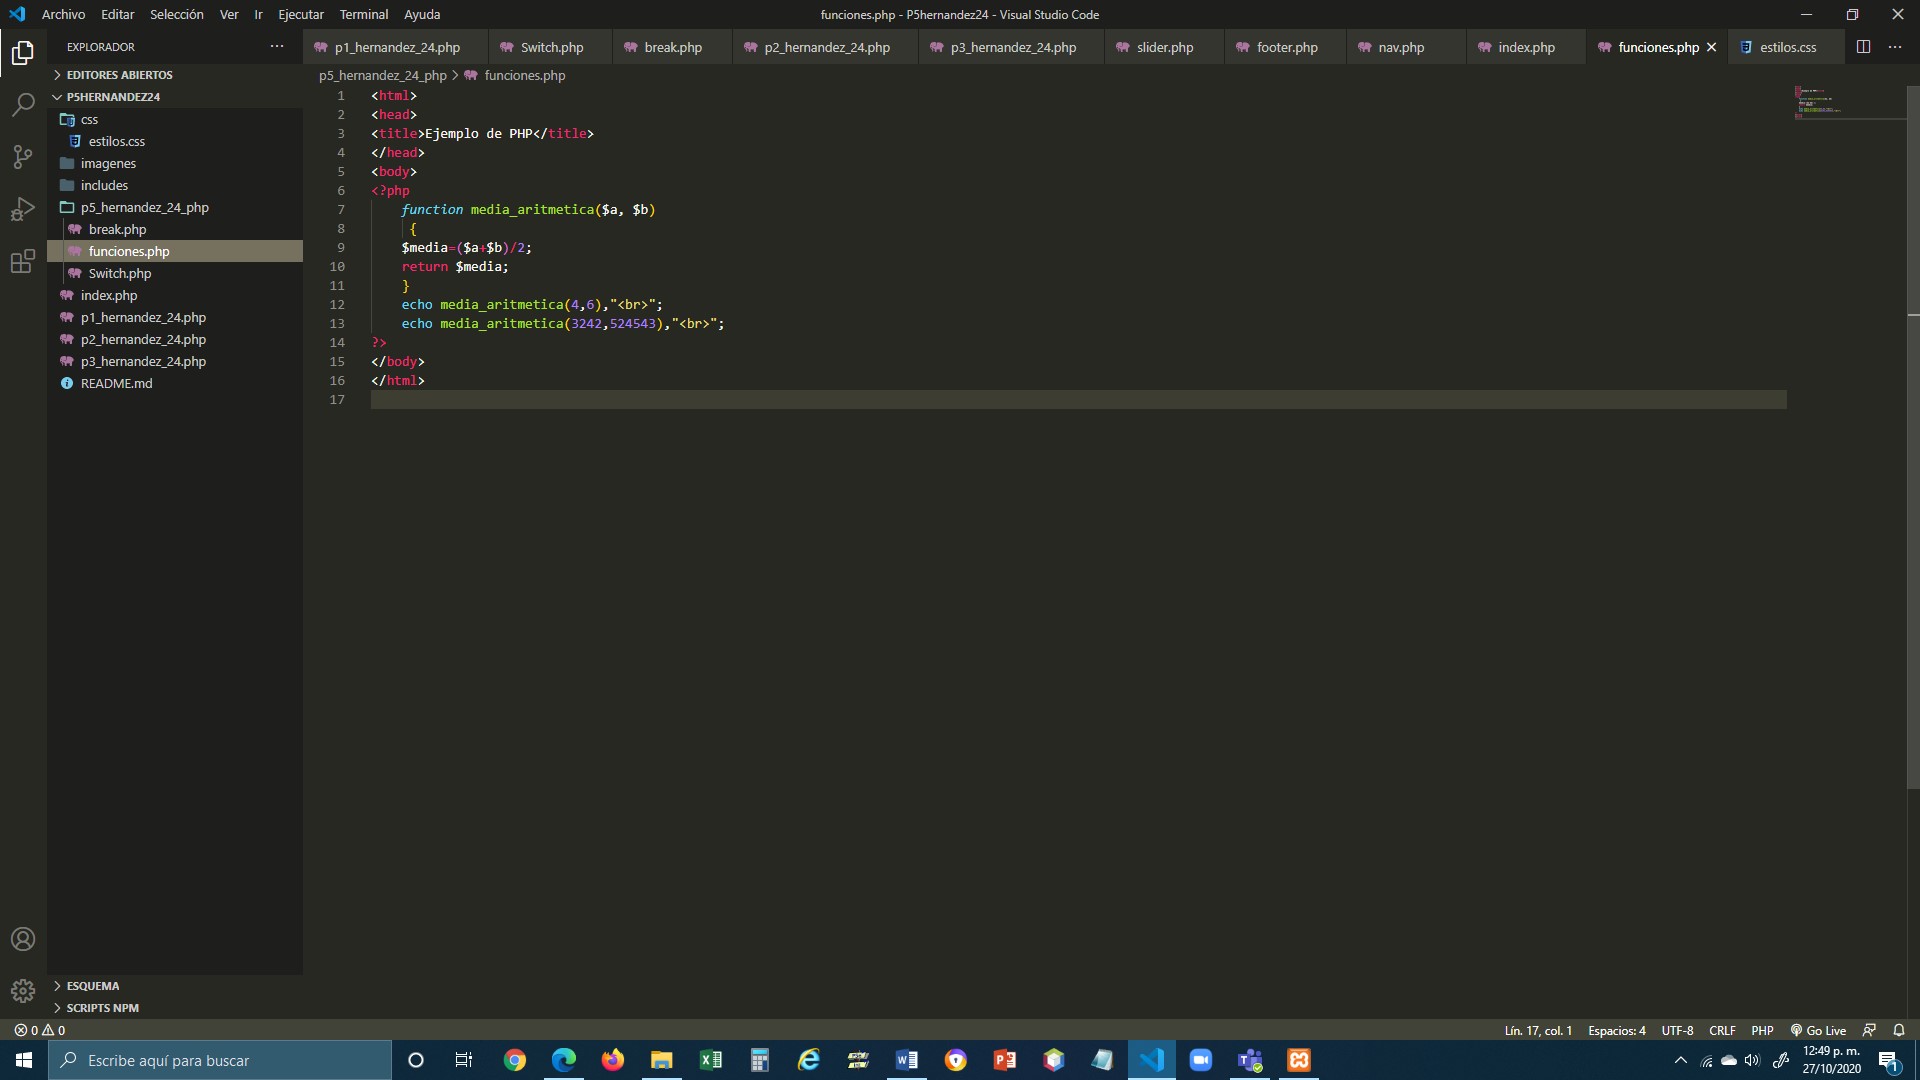 Archivo Editar Selección Ver Ir Ejecutar Terminal Ayuda
funciones.php - P5hernandez24 - Visual Studio Code
EXPLORADOR
p1_hernandez_24.php Switch.php break.php p2_hernandez_24.php p3_hernandez_24.php slider.php footer.php nav.php index.php funciones.php estilos.css
EDITORES ABIERTOS
P5HERNANDEZ24
css
estilos.css
imagenes
includes
p5_hernandez_24_php
break.php
funciones.php
Switch.php
index.php
p1_hernandez_24.php
p2_hernandez_24.php
p3_hernandez_24.php
README.md
ESQUEMA
SCRIPTS NPM
p5_hernandez_24_php > funciones.php
1 <html>
2 <head>
3 <title>Ejemplo de PHP</title>
4 </head>
5 <body>
6 <?php
7 function media_aritmetica($a, $b)
8 {
9 $media=($a+$b)/2;
10 return $media;
11 }
12 echo media_aritmetica(4,6),"<br>";
13 echo media_aritmetica(3242,524543),"<br>";
14 ?>
15 </body>
16 </html>
17
0 0
Lín. 17, col. 1 Espacios: 4 UTF-8 CRLF PHP Go Live
Escribe aquí para buscar
12:49 p. m.
27/10/2020
1